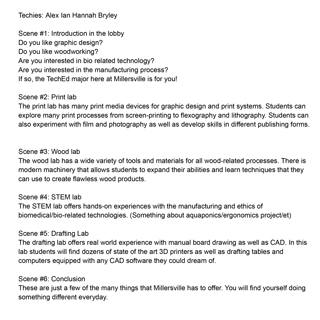 Techies: Alex Ian Hannah Bryley
Scene #1: Introduction in the lobby
Do you like graphic design?
Do you like woodworking?
Are you interested in bio related technology?
Are you interested in the manufacturing process?
If so, the TechEd major here at Millersville is for you!
Scene #2: Print lab
The print lab has many print media devices for graphic design and print systems. Students can
explore many print processes from screen-printing to flexography and lithography. Students can
also experiment with film and photography as well as develop skills in different publishing forms.
Scene #3: Wood lab
The wood lab has a wide variety of tools and materials for all wood-related processes. There is
modern machinery that allows students to expand their abilities and learn techniques that they
can use to create flawless wood products.
Scene #4: STEM lab
The STEM lab offers hands-on experiences with the manufacturing and ethics of
biomedical/bio-related technologies. (Something about aquaponics/ergonomics project/et)
Scene #5: Drafting Lab
The drafting lab offers real world experience with manual board drawing as well as CAD. In this
lab students will find dozens of state of the art 3D printers as well as drafting tables and
computers equipped with any CAD software they could dream of.
Scene #6: Conclusion
These are just a few of the many things that Millersville has to offer. You will find yourself doing
something different everyday.